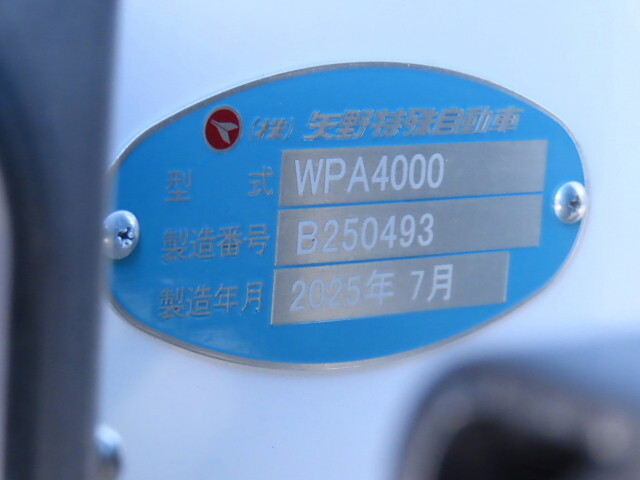 (株) 矢野特殊自動車
型 式 WPA4000
製造番号 B250493
製造年月 2025年 7月